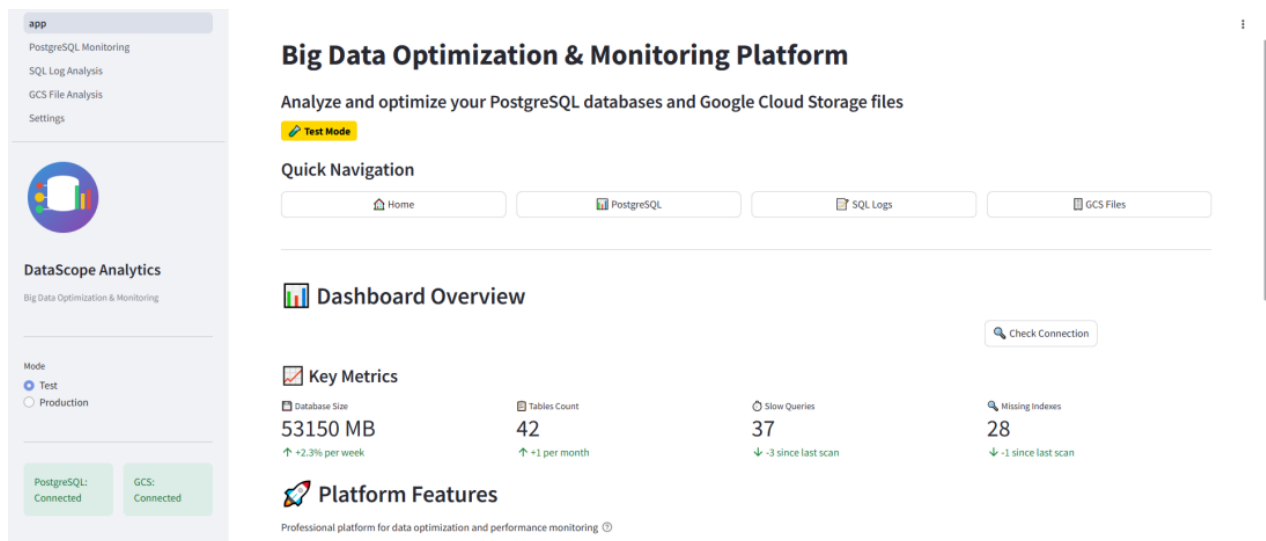 app
PostgreSQL Monitoring
SQL Log Analysis
GCS File Analysis
Settings
DataScope Analytics
Big Data Optimization & Monitoring
Mode
Test
Production
PostgreSQL:
Connected
GCS:
Connected
Big Data Optimization & Monitoring Platform
Analyze and optimize your PostgreSQL databases and Google Cloud Storage files
Test Mode
Quick Navigation
Home
PostgreSQL
SQL Logs
GCS Files
Dashboard Overview
Check Connection
Key Metrics
Database Size
53150 MB
↑ +2.3% per week
Tables Count
42
↑ +1 per month
Slow Queries
37
↓ -3 since last scan
Missing Indexes
28
↓ -1 since last scan
Platform Features
Professional platform for data optimization and performance monitoring